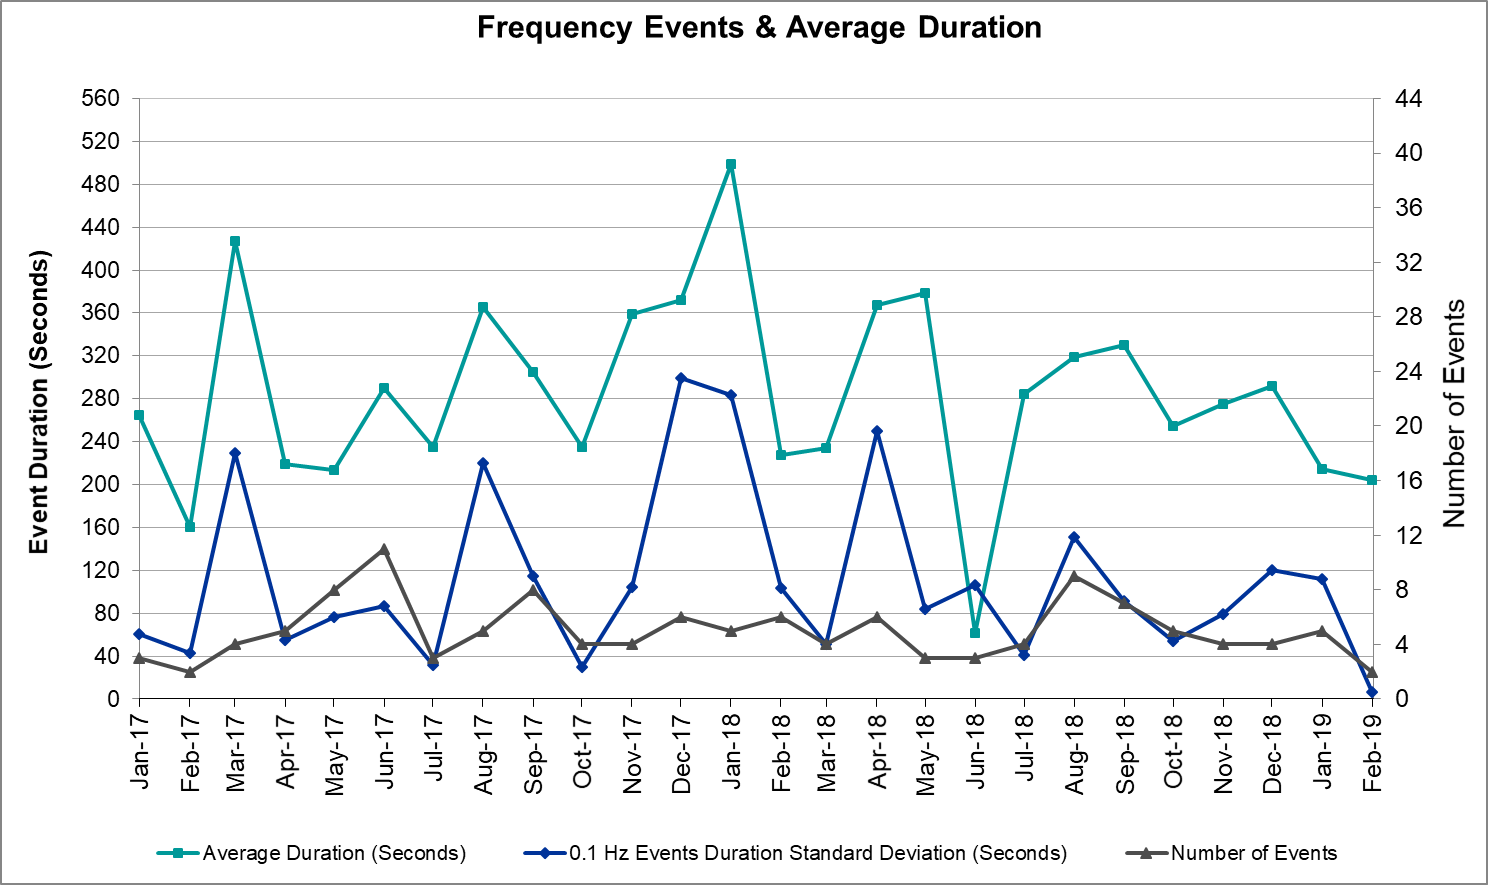 Frequency Events & Average Duration
Event Duration (Seconds)
560
520
480
440
400
360
320
280
240
200
160
120
80
40
0
44
40
36
32
28
24
20
16
12
8
4
0
Number of Events
Jan-17
Feb-17
Mar-17
Apr-17
May-17
Jun-17
Jul-17
Aug-17
Sep-17
Oct-17
Nov-17
Dec-17
Jan-18
Feb-18
Mar-18
Apr-18
May-18
Jun-18
Jul-18
Aug-18
Sep-18
Oct-18
Nov-18
Dec-18
Jan-19
Feb-19
Average Duration (Seconds)
0.1 Hz Events Duration Standard Deviation (Seconds)
Number of Events